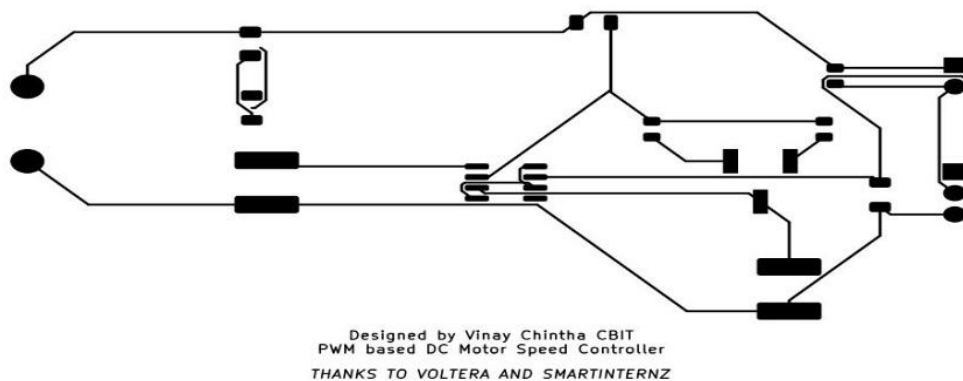 Designed by Vinay Chintha CBIT
PWM based DC Motor Speed Controller
THANKS TO VOLTERA AND SMARTINTERNZ